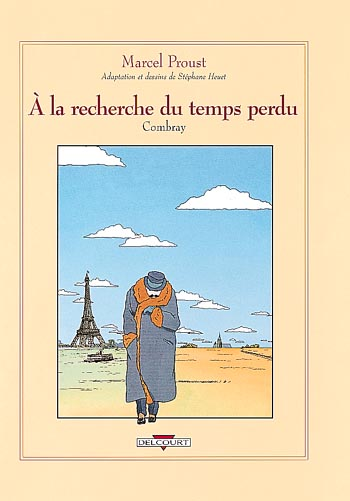 Marcel Proust
Adaptation et dessins de Stéphane Heuet
À la recherche du temps perdu
Combray
DELCOURT